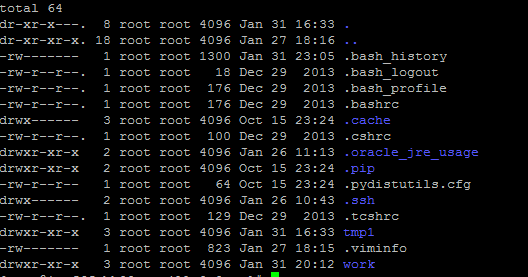 total 64
dr-xr-x---. 8 root root 4096 Jan 31 16:33 .
dr-xr-xr-x. 18 root root 4096 Jan 27 18:16 ..
-rw------- 1 root root 1300 Jan 31 23:05 .bash_history
-rw-r--r--. 1 root root 18 Dec 29 2013 .bash_logout
-rw-r--r--. 1 root root 176 Dec 29 2013 .bash_profile
-rw-r--r--. 1 root root 176 Dec 29 2013 .bashrc
drwx------ 3 root root 4096 Oct 15 23:24 .cache
-rw-r--r--. 1 root root 100 Dec 29 2013 .cshrc
drwxr-xr-x 2 root root 4096 Jan 26 11:13 .oracle_jre_usage
drwxr-xr-x 2 root root 4096 Oct 15 23:24 .pip
-rw-r--r-- 1 root root 64 Oct 15 23:24 .pydistutils.cfg
drwx------ 2 root root 4096 Jan 26 10:43 .ssh
-rw-r--r--. 1 root root 129 Dec 29 2013 .tcshrc
drwxr-xr-x 3 root root 4096 Jan 31 16:33 tmp1
-rw------- 1 root root 823 Jan 27 18:15 .viminfo
drwxr-xr-x 3 root root 4096 Jan 31 20:12 work